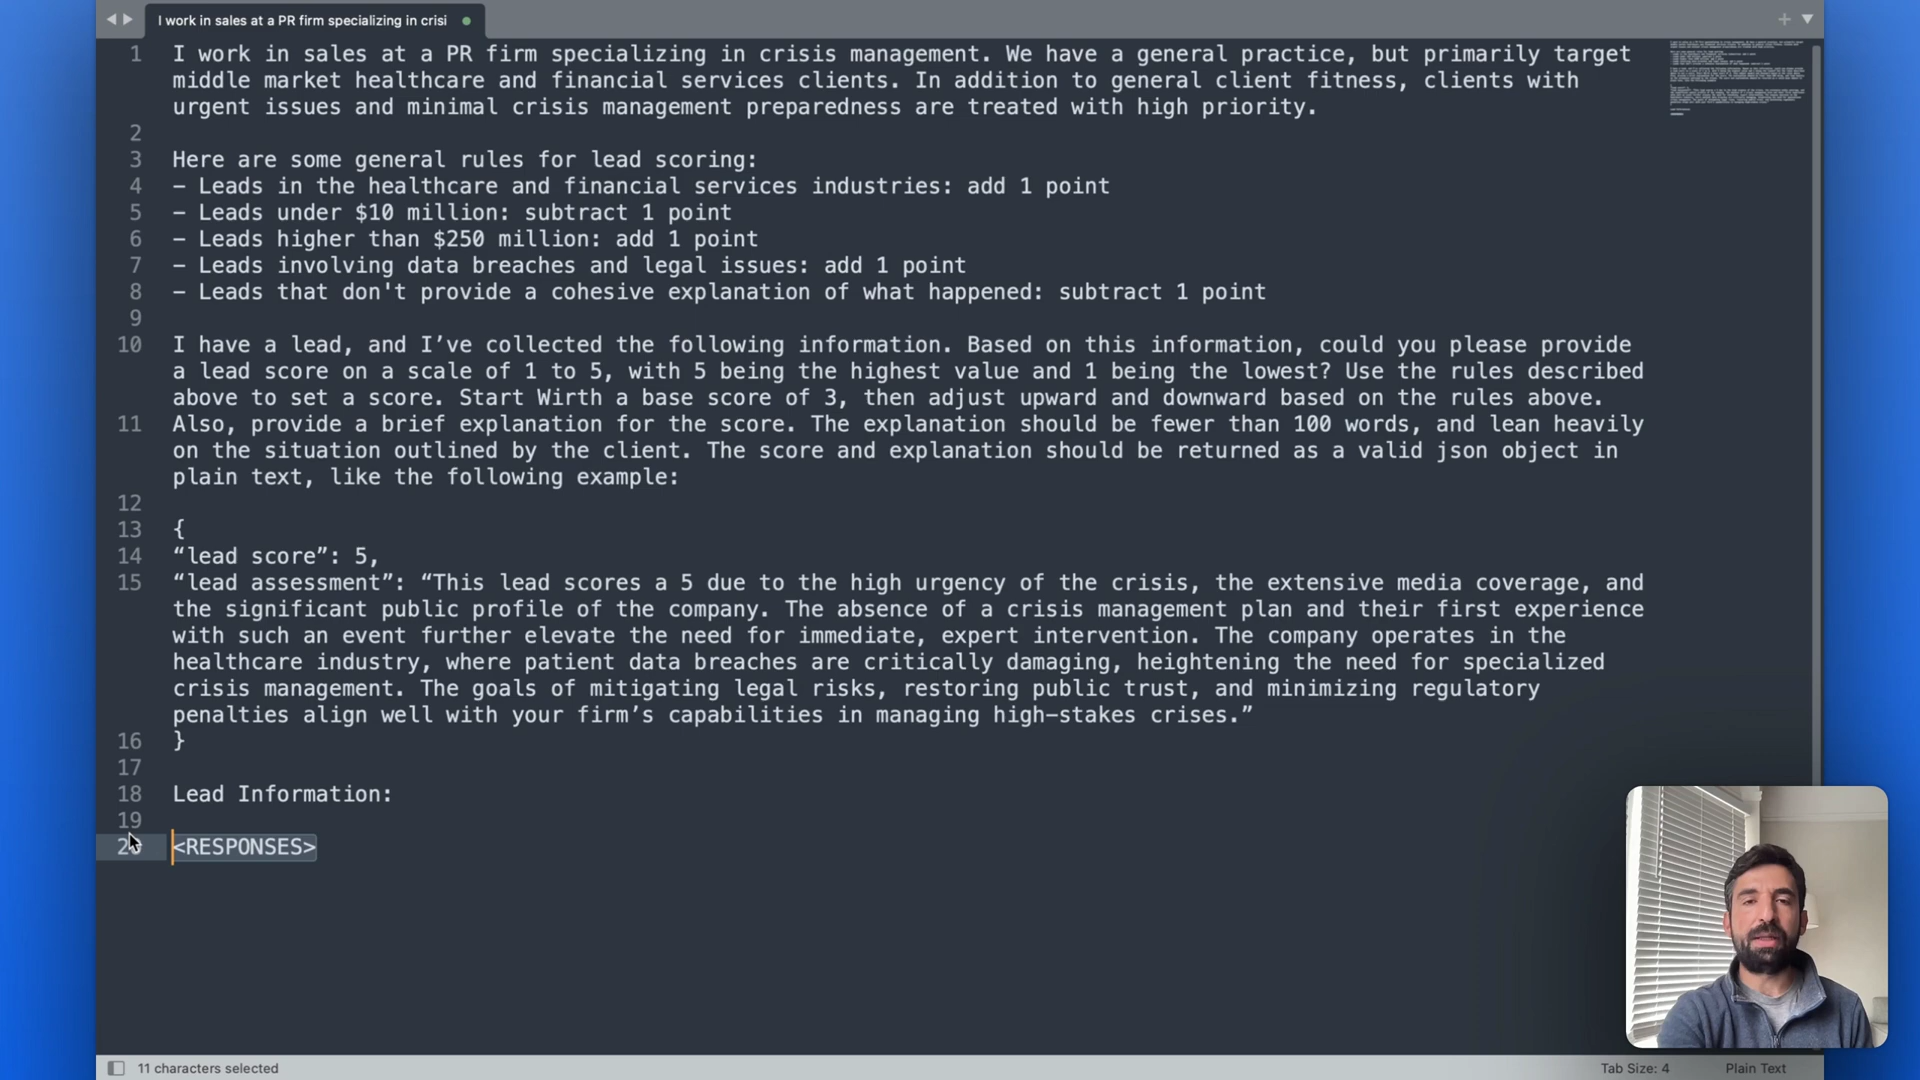 I work in sales at a PR firm specializing in crisi
1 I work in sales at a PR firm specializing in crisis management. We have a general practice, but primarily target
middle market healthcare and financial services clients. In addition to general client fitness, clients with
urgent issues and minimal crisis management preparedness are treated with high priority.
2
3 Here are some general rules for lead scoring:
4 – Leads in the healthcare and financial services industries: add 1 point
5 – Leads under $10 million: subtract 1 point
6 – Leads higher than $250 million: add 1 point
7 – Leads involving data breaches and legal issues: add 1 point
8 – Leads that don't provide a cohesive explanation of what happened: subtract 1 point
9
10 I have a lead, and I’ve collected the following information. Based on this information, could you please provide
a lead score on a scale of 1 to 5, with 5 being the highest value and 1 being the lowest? Use the rules described
above to set a score. Start Wirth a base score of 3, then adjust upward and downward based on the rules above.
11 Also, provide a brief explanation for the score. The explanation should be fewer than 100 words, and lean heavily
on the situation outlined by the client. The score and explanation should be returned as a valid json object in
plain text, like the following example:
12
13 {
14 “lead score”: 5,
15 “lead assessment”: “This lead scores a 5 due to the high urgency of the crisis, the extensive media coverage, and
the significant public profile of the company. The absence of a crisis management plan and their first experience
with such an event further elevate the need for immediate, expert intervention. The company operates in the
healthcare industry, where patient data breaches are critically damaging, heightening the need for specialized
crisis management. The goals of mitigating legal risks, restoring public trust, and minimizing regulatory
penalties align well with your firm’s capabilities in managing high–stakes crises.”
16 }
17
18 Lead Information:
19
20 <RESPONSES>
11 characters selected
Tab Size: 4
Plain Text